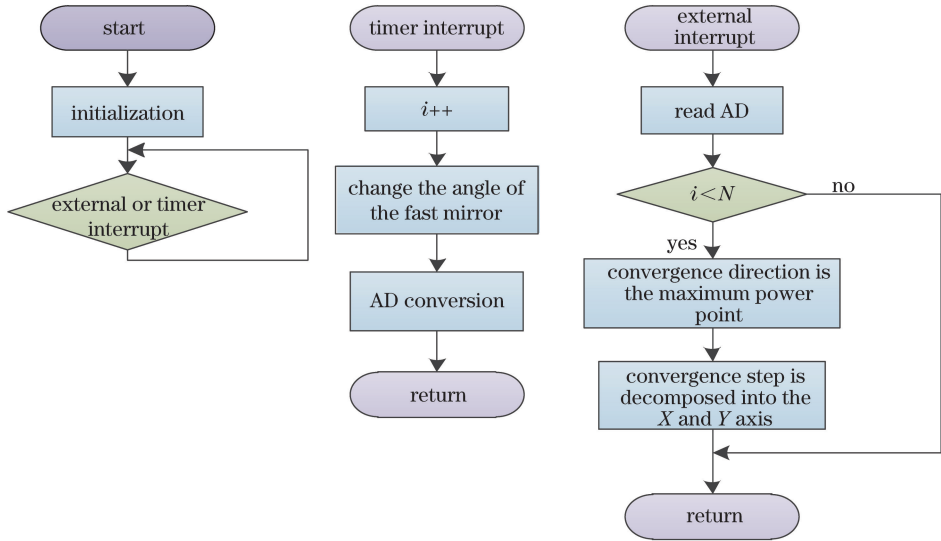 start
initialization
external or timer
interrupt
timer interrupt
i++
change the angle of
the fast mirror
AD conversion
return
external
interrupt
read AD
i<N
no
yes
convergence direction is
the maximum power
point
convergence step is
decomposed into the
X and Y axis
return